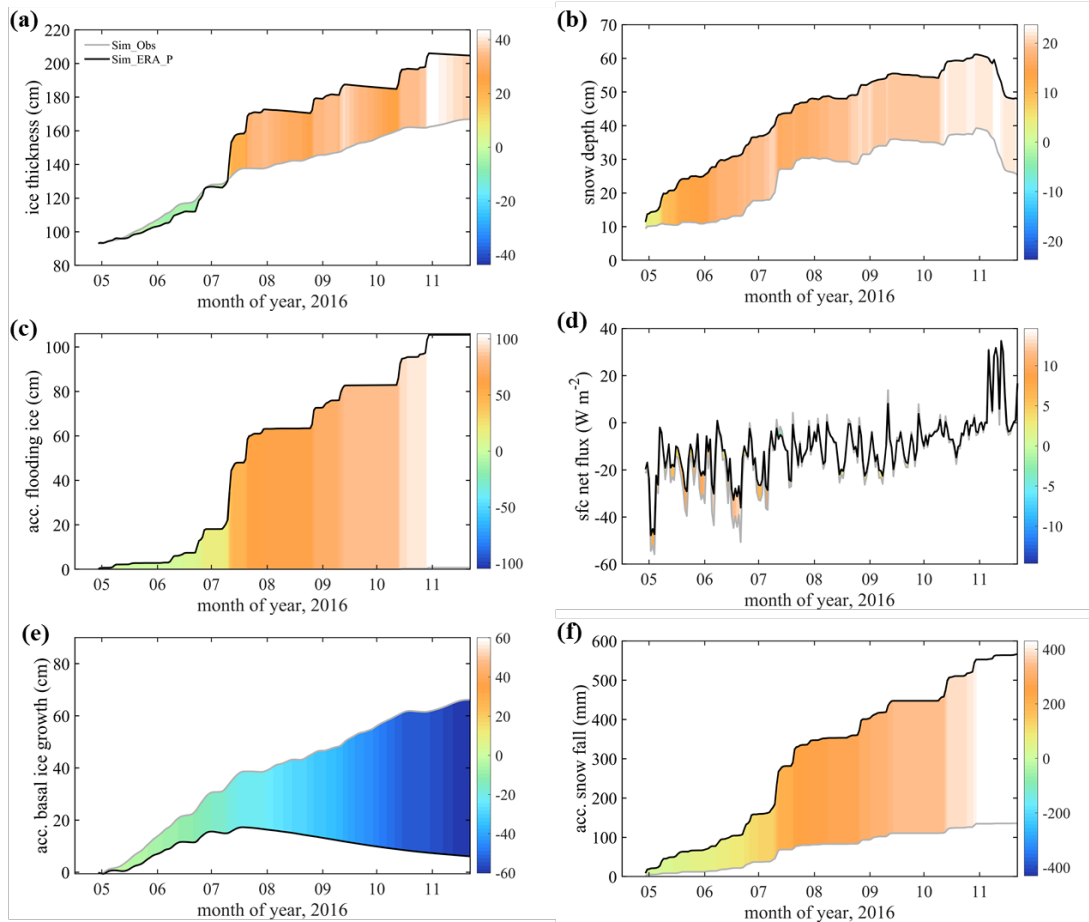 (a)
220
200
180
160
140
120
100
80
ice thickness (cm)
Sim_Obs
Sim_ERA_P
05 06 07 08 09 10 11
month of year, 2016
40
20
0
-20
-40
(b)
70
60
50
40
30
20
10
0
snow depth (cm)
05 06 07 08 09 10 11
month of year, 2016
20
10
0
-10
-20
(c)
100
80
60
40
20
0
acc. flooding ice (cm)
05 06 07 08 09 10 11
month of year, 2016
100
50
0
-50
-100
(d)
40
20
0
-20
-40
-60
sfc net flux (W m-2)
05 06 07 08 09 10 11
month of year, 2016
10
5
0
-5
-10
(e)
80
60
40
20
0
acc. basal ice growth (cm)
05 06 07 08 09 10 11
month of year, 2016
60
40
20
0
-20
-40
-60
(f)
600
500
400
300
200
100
0
acc. snow fall (mm)
05 06 07 08 09 10 11
month of year, 2016
400
200
0
-200
-400